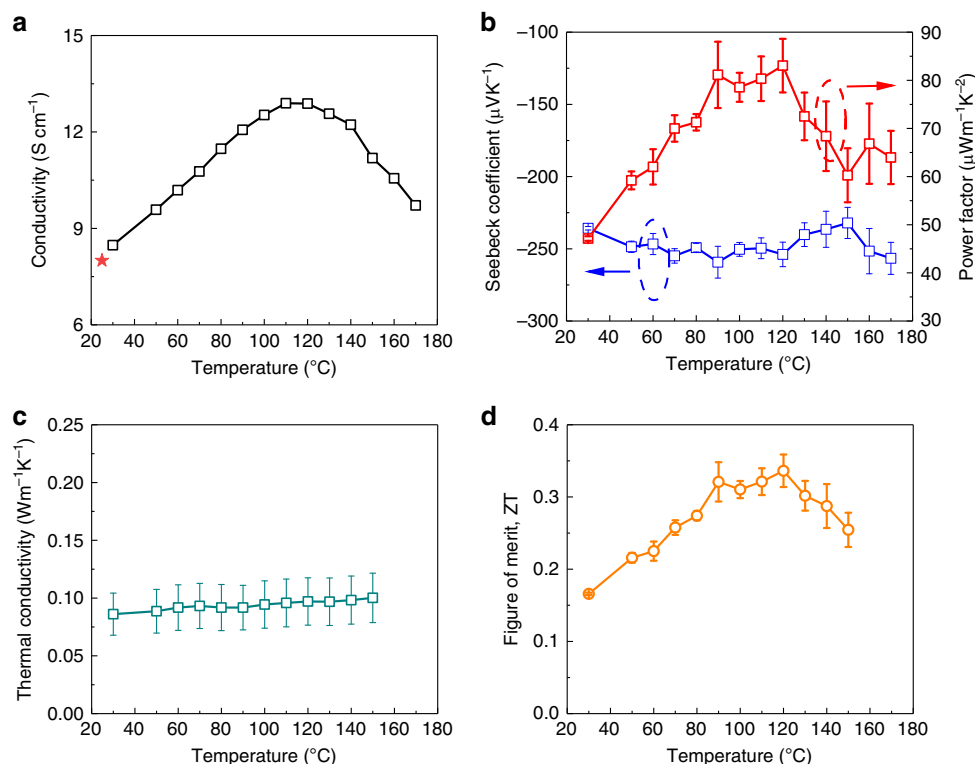 a
15
12
9
6
Conductivity (S cm⁻¹)
20 40 60 80 100 120 140 160 180
Temperature (°C)
b
−100
−150
−200
−250
−300
Seebeck coefficient (μVK⁻¹)
90
80
70
60
50
40
30
Power factor (μWm⁻¹K⁻²)
20 40 60 80 100 120 140 160 180
Temperature (°C)
c
0.25
0.20
0.15
0.10
0.05
0.00
Thermal conductivity (Wm⁻¹K⁻¹)
20 40 60 80 100 120 140 160 180
Temperature (°C)
d
0.4
0.3
0.2
0.1
0.0
Figure of merit, ZT
20 40 60 80 100 120 140 160 180
Temperature (°C)